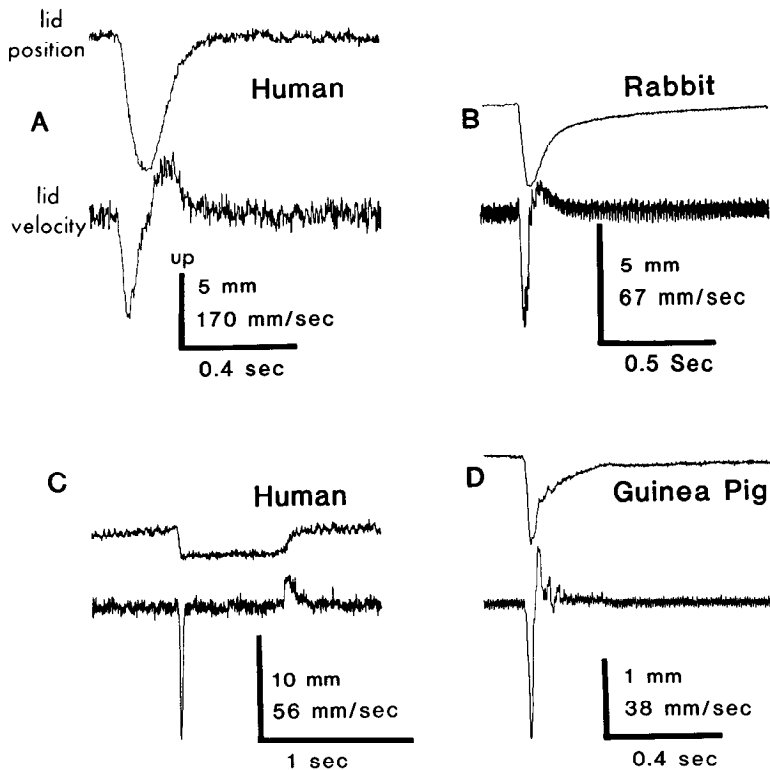 lid
position
Human
A
lid
velocity
up
5 mm
170 mm/sec
0.4 sec
Rabbit
B
5 mm
67 mm/sec
0.5 Sec
C
Human
10 mm
56 mm/sec
1 sec
D
Guinea Pig
1 mm
38 mm/sec
0.4 sec